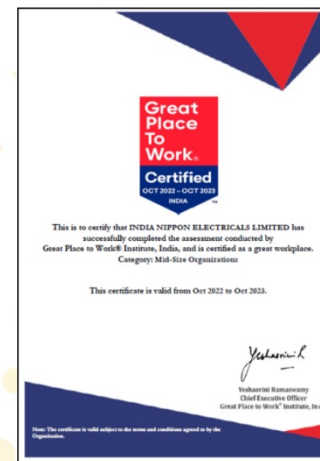 Great
Place
To
Work®
Certified
OCT 2022 - OCT 2023
INDIA
™
This is to certify that INDIA NIPPON ELECTRICALS LIMITED has
successfully completed the assessment conducted by
Great Place to Work® Institute, India, and is certified as a great workplace.
Category: Mid-Size Organizations
This certificate is valid from Oct 2022 to Oct 2023.
Yeshasvini R
Yeshasvini Ramaswamy
Chief Executive Officer
Great Place to Work® Institute,
Note: The certificate is valid subject to the terms and conditions agreed to by the
Organization.